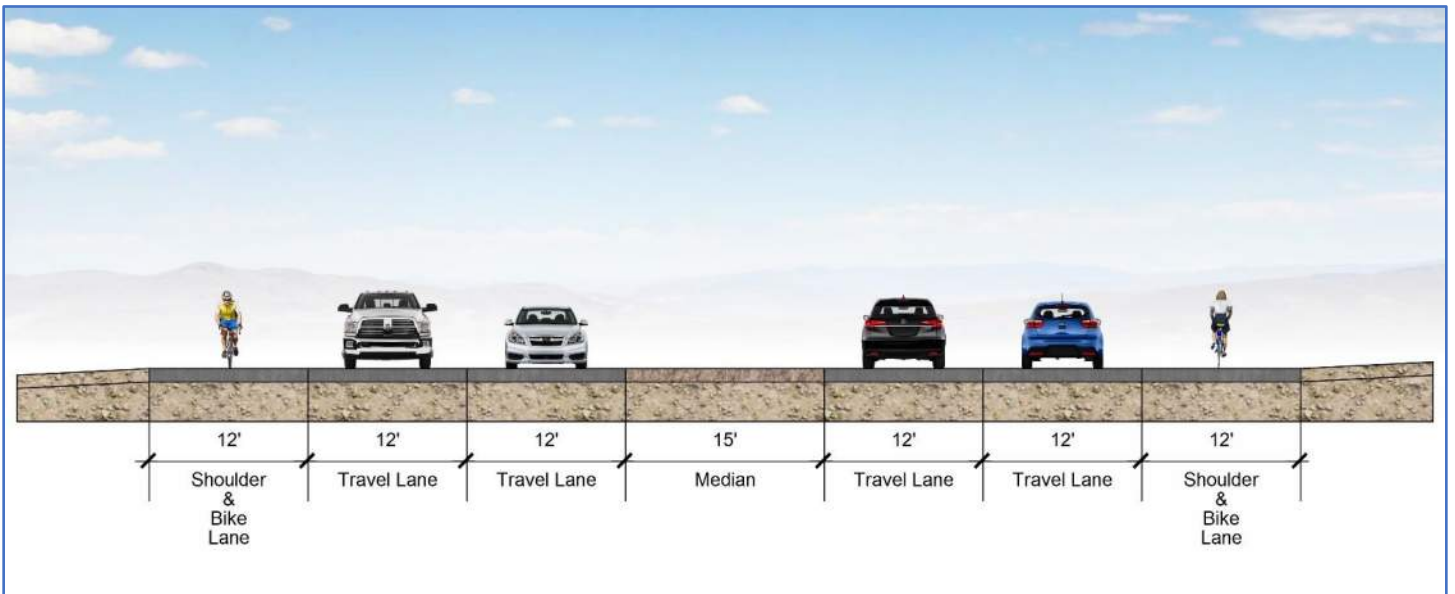 12' 12' 12' 15' 12' 12' 12'
Shoulder
&
Bike
Lane
Travel Lane
Travel Lane
Median
Travel Lane
Travel Lane
Shoulder
&
Bike
Lane